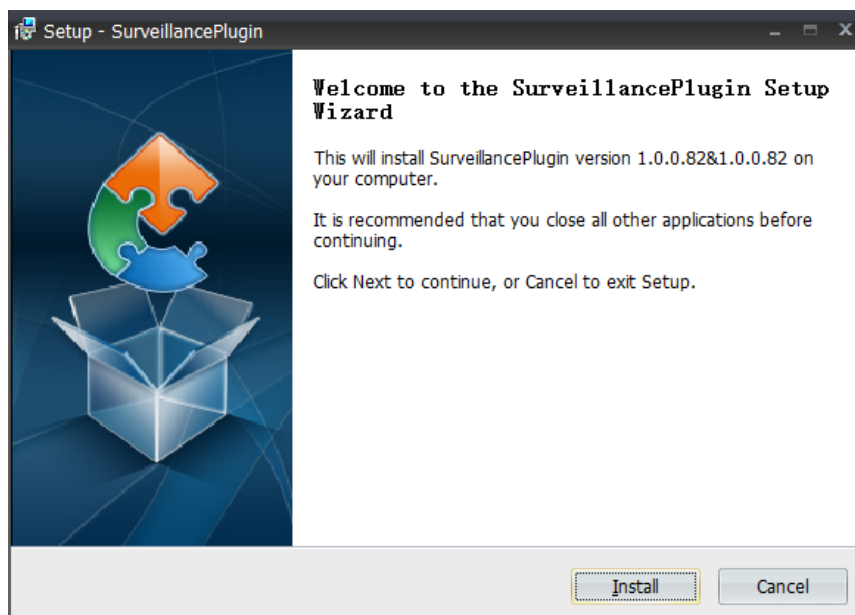 Setup - SurveillancePlugin
Welcome to the SurveillancePlugin Setup
Wizard
This will install SurveillancePlugin version 1.0.0.82&1.0.0.82 on
your computer.
It is recommended that you close all other applications before
continuing.
Click Next to continue, or Cancel to exit Setup.
Install
Cancel